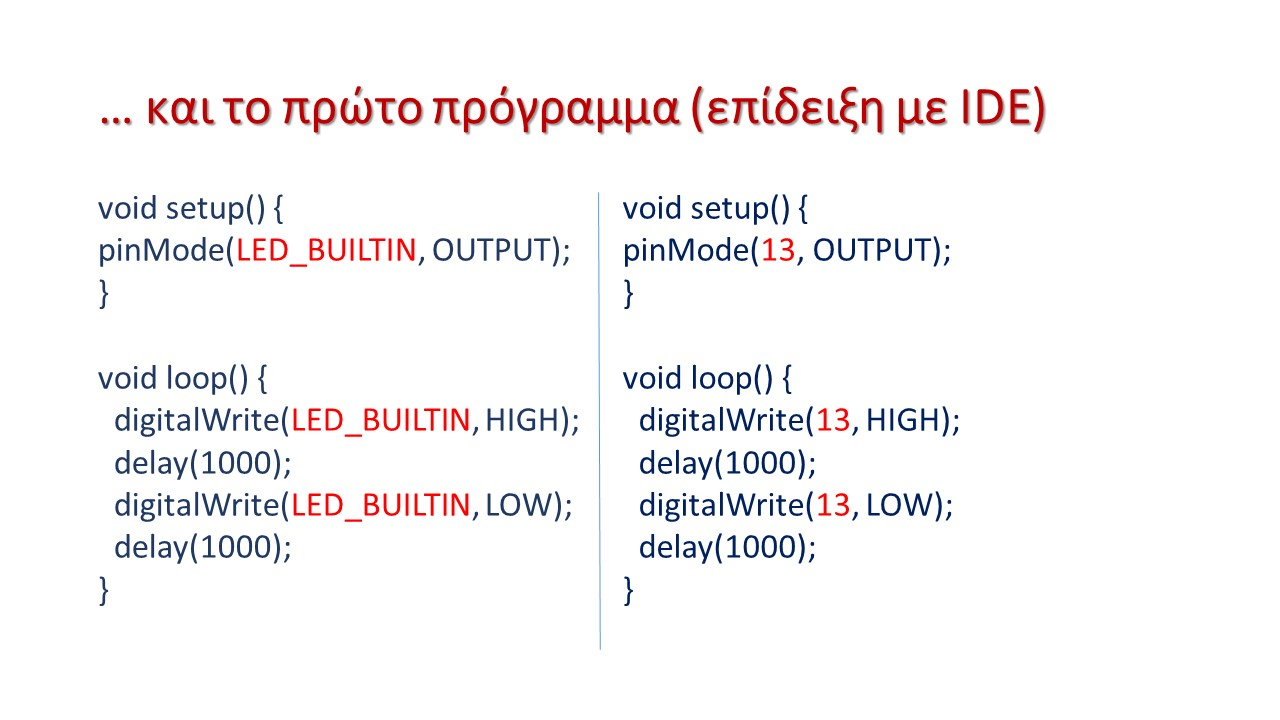 … και το πρώτο πρόγραμμα (επίδειξη με IDE)
void setup() {
pinMode(LED_BUILTIN, OUTPUT);
}
void loop() {
digitalWrite(LED_BUILTIN, HIGH);
delay(1000);
digitalWrite(LED_BUILTIN, LOW);
delay(1000);
}
void setup() {
pinMode(13, OUTPUT);
}
void loop() {
digitalWrite(13, HIGH);
delay(1000);
digitalWrite(13, LOW);
delay(1000);
}